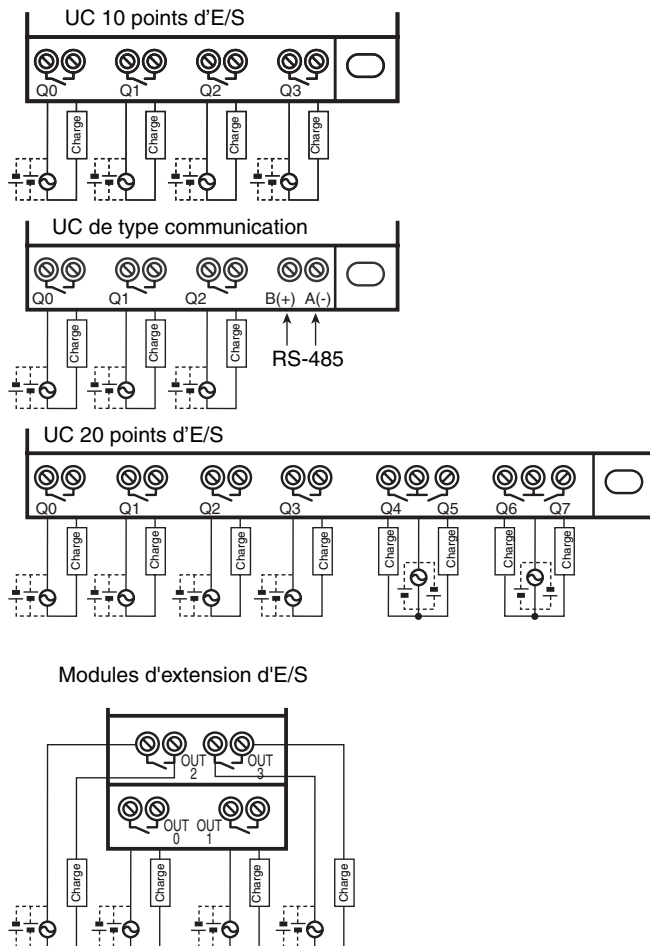 UC 10 points d'E/S
Q0 Q1 Q2 Q3
Charge Charge Charge Charge
UC de type communication
Q0 Q1 Q2 B(+) A(-)
Charge Charge Charge
RS-485
UC 20 points d'E/S
Q0 Q1 Q2 Q3 Q4 Q5 Q6 Q7
Charge Charge Charge Charge Charge Charge Charge Charge
Modules d'extension d'E/S
OUT 2 OUT 3
OUT 0 OUT 1
Charge Charge Charge Charge